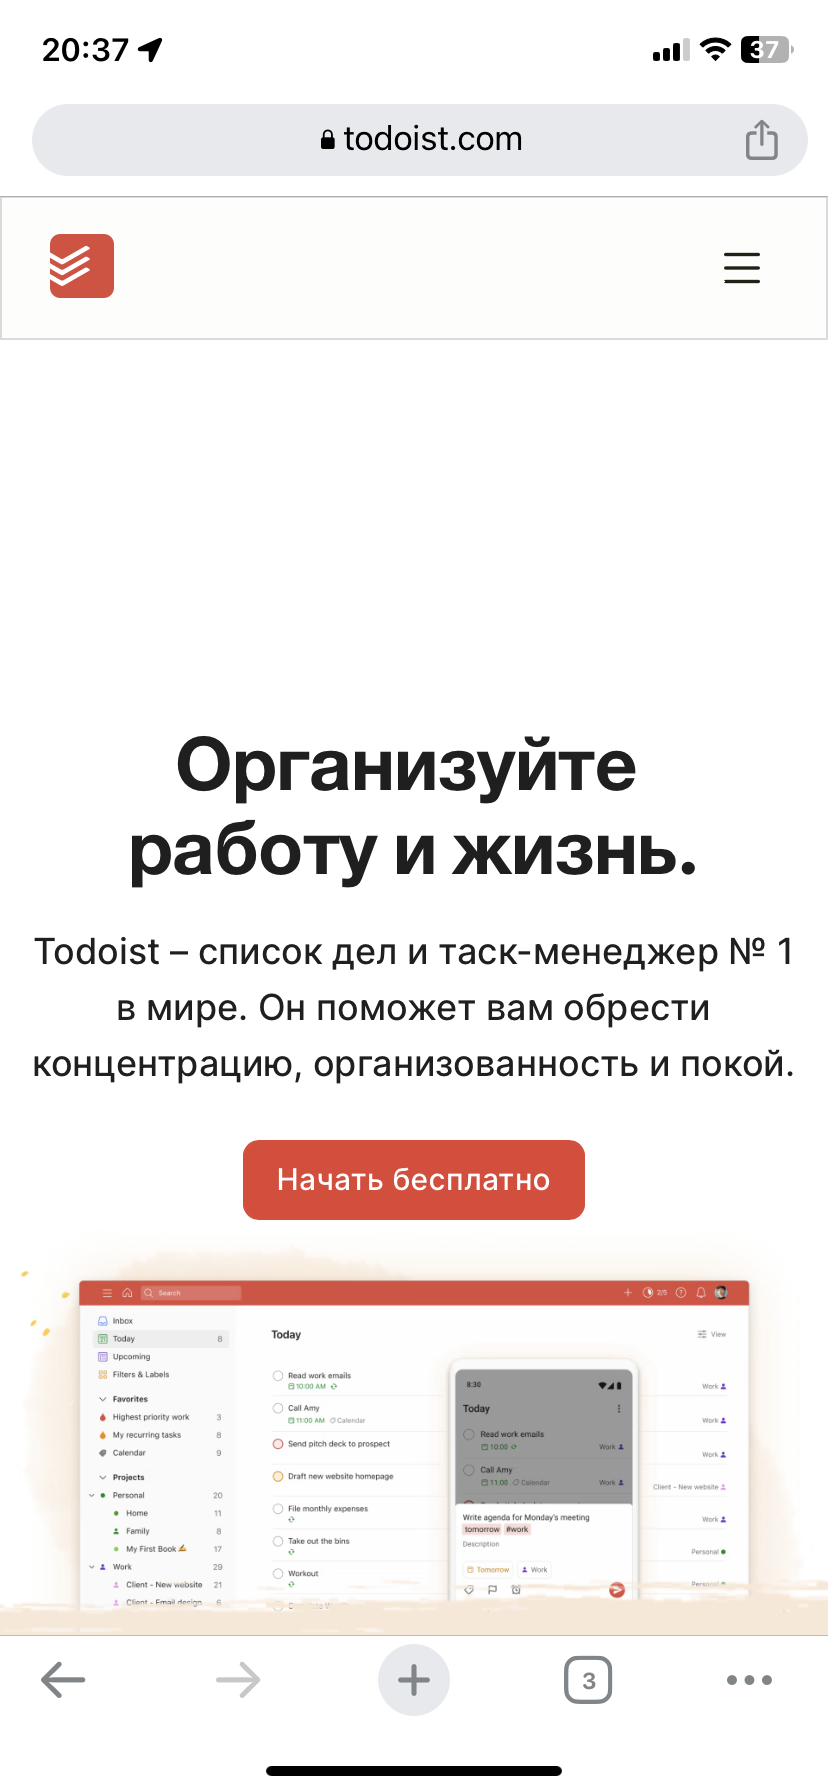 20:37
37
todoist.com
Организуйте
работу и жизнь.
Todoist – список дел и таск-менеджер № 1
в мире. Он поможет вам обрести
концентрацию, организованность и покой.
Начать бесплатно
Search
2/5
Inbox
Today 8
Upcoming
Filters & Labels
Favorites
Highest priority work 3
My recurring tasks 8
Calendar 9
Projects
Personal 20
Home 11
Family 8
My First Book 17
Work 29
Client - New website 21
Client - Email design 6
Today
View
Read work emails
10:00 AM
Work
Call Amy
11:00 AM Calendar
Work
Send pitch deck to prospect
Work
Draft new website homepage
Client - New website
File monthly expenses
Work
Take out the bins
Personal
Workout
Personal
8:30
Today
Read work emails
10:00
Work
Call Amy
11:00 Calendar
Work
Write agenda for Monday's meeting
tomorrow #work
Description
Tomorrow Work
3